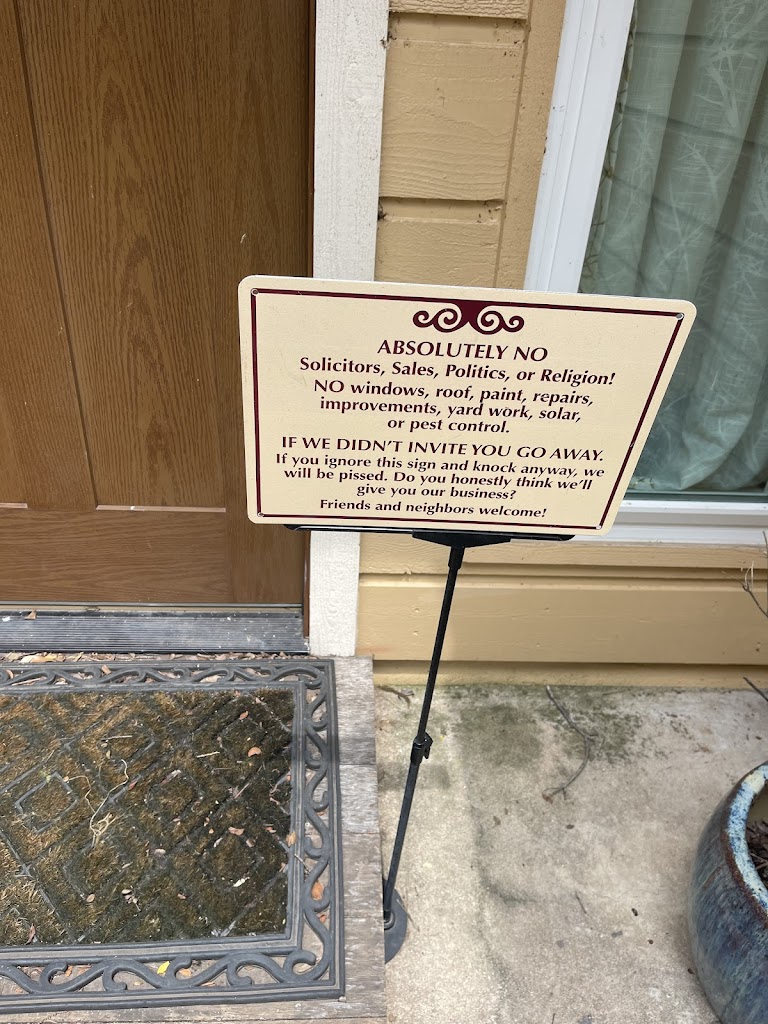 ABSOLUTELY NO
Solicitors, Sales, Politics, or Religion!
NO windows, roof, paint, repairs,
improvements, yard work, solar,
or pest control.
IF WE DIDN'T INVITE YOU GO AWAY.
If you ignore this sign and knock anyway, we
will be pissed. Do you honestly think we'll
give you our business?
Friends and neighbors welcome!